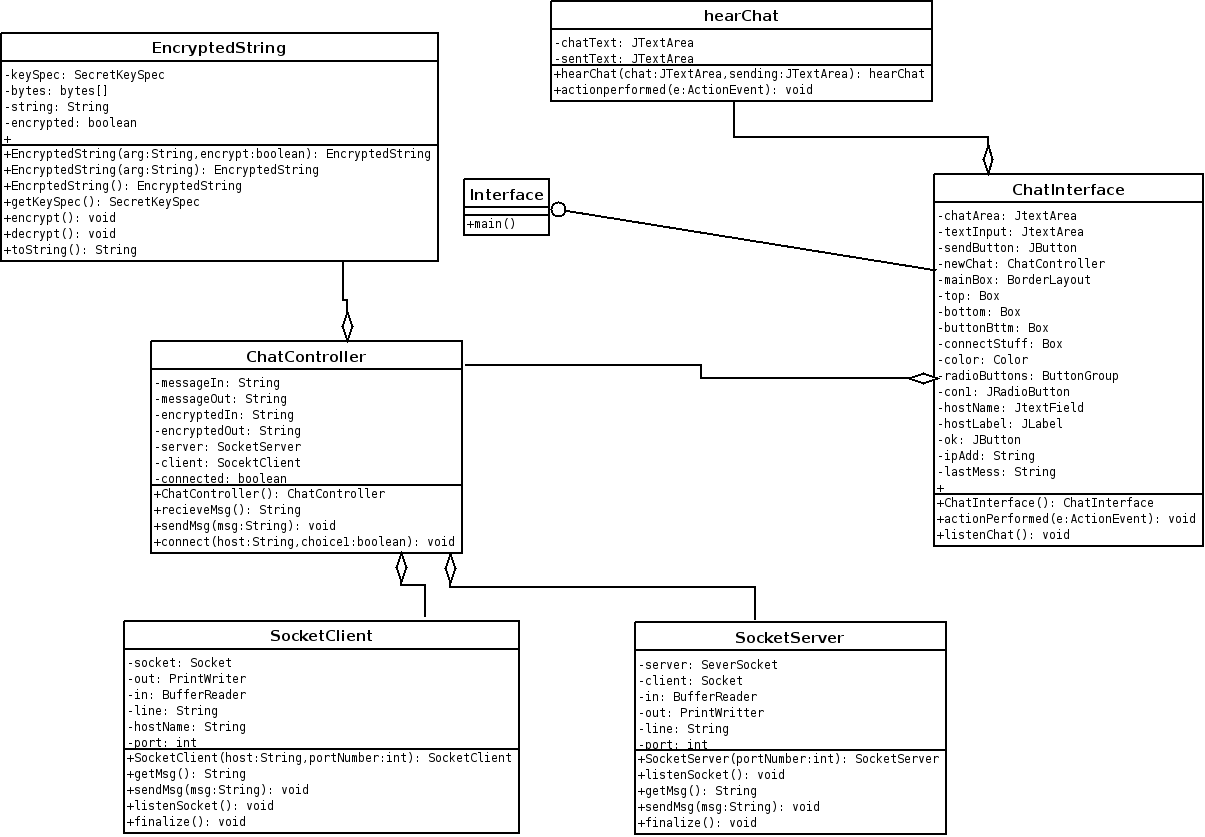 hearChat
-chatText: JTextArea
-sentText: JTextArea
+hearChat(chat:JTextArea,sending:JTextArea): hearChat
+actionperformed(e:ActionEvent): void
EncryptedString
-keySpec: SecretKeySpec
-bytes: bytes[]
-string: String
-encrypted: boolean
+
+EncryptedString(arg:String,encrypt:boolean): EncryptedString
+EncryptedString(arg:String): EncryptedString
+EncrptedString(): EncryptedString
+getKeySpec(): SecretKeySpec
+encrypt(): void
+decrypt(): void
+toString(): String
Interface
+main()
ChatInterface
-chatArea: JtextArea
-textInput: JtextArea
-sendButton: JButton
-newChat: ChatController
-mainBox: BorderLayout
-top: Box
-bottom: Box
-buttonBttm: Box
-connectStuff: Box
-color: Color
-radioButtons: ButtonGroup
-con1: JRadioButton
-hostName: JtextField
-hostLabel: JLabel
-ok: JButton
-ipAdd: String
-lastMess: String
+
+ChatInterface(): ChatInterface
+actionPerformed(e:ActionEvent): void
+listenChat(): void
ChatController
-messageIn: String
-messageOut: String
-encryptedIn: String
-encryptedOut: String
-server: SocketServer
-client: SocektClient
-connected: boolean
+ChatController(): ChatController
+recieveMsg(): String
+sendMsg(msg:String): void
+connect(host:String,choice1:boolean): void
SocketClient
-socket: Socket
-out: PrintWriter
-in: BufferReader
-line: String
-hostName: String
-port: int
+SocketClient(host:String,portNumber:int): SocketClient
+getMsg(): String
+sendMsg(msg:String): void
+listenSocket(): void
+finalize(): void
SocketServer
-server: SeverSocket
-client: Socket
-in: BufferReader
-out: PrintWritter
-line: String
-port: int
+SocketServer(portNumber:int): SocketServer
+listenSocket(): void
+getMsg(): String
+sendMsg(msg:String): void
+finalize(): void